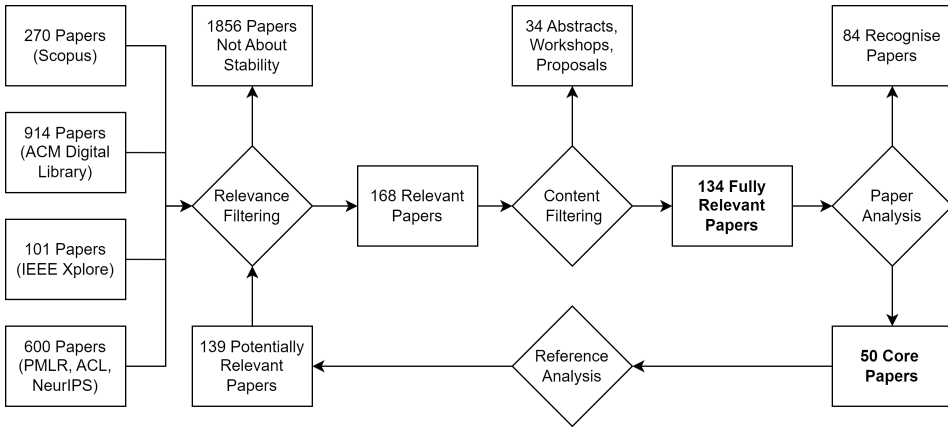 270 Papers
(Scopus)
914 Papers
(ACM Digital
Library)
101 Papers
(IEEE Xplore)
600 Papers
(PMLR, ACL,
NeurIPS)
1856 Papers
Not About
Stability
Relevance
Filtering
139 Potentially
Relevant
Papers
168 Relevant
Papers
34 Abstracts,
Workshops,
Proposals
Content
Filtering
Reference
Analysis
134 Fully
Relevant
Papers
84 Recognise
Papers
Paper
Analysis
50 Core
Papers